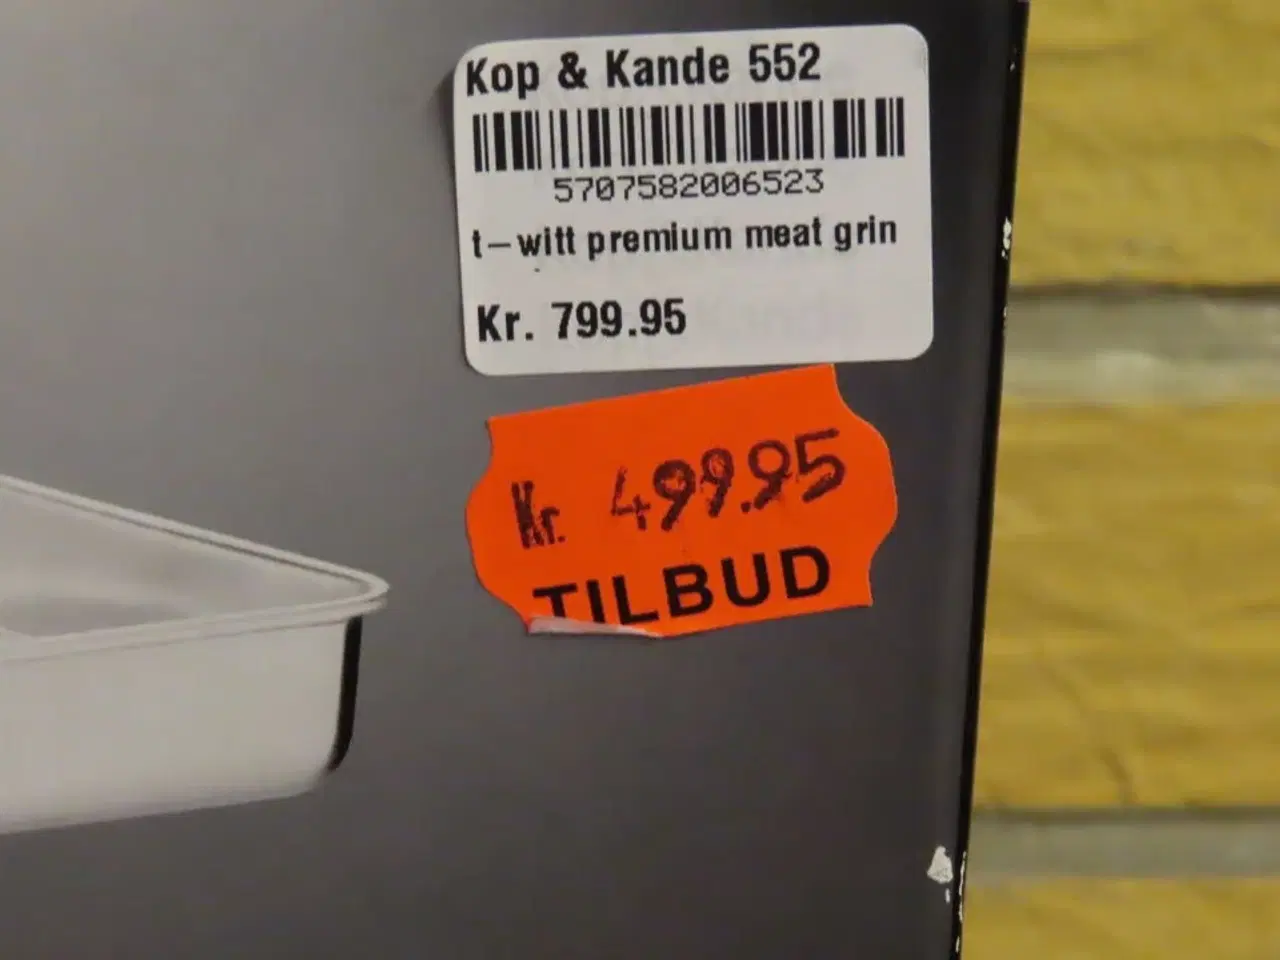 Kop & Kande 552
5707582006523
t-witt premium meat grin
Kr. 799.95
Kr. 499.95
TILBUD